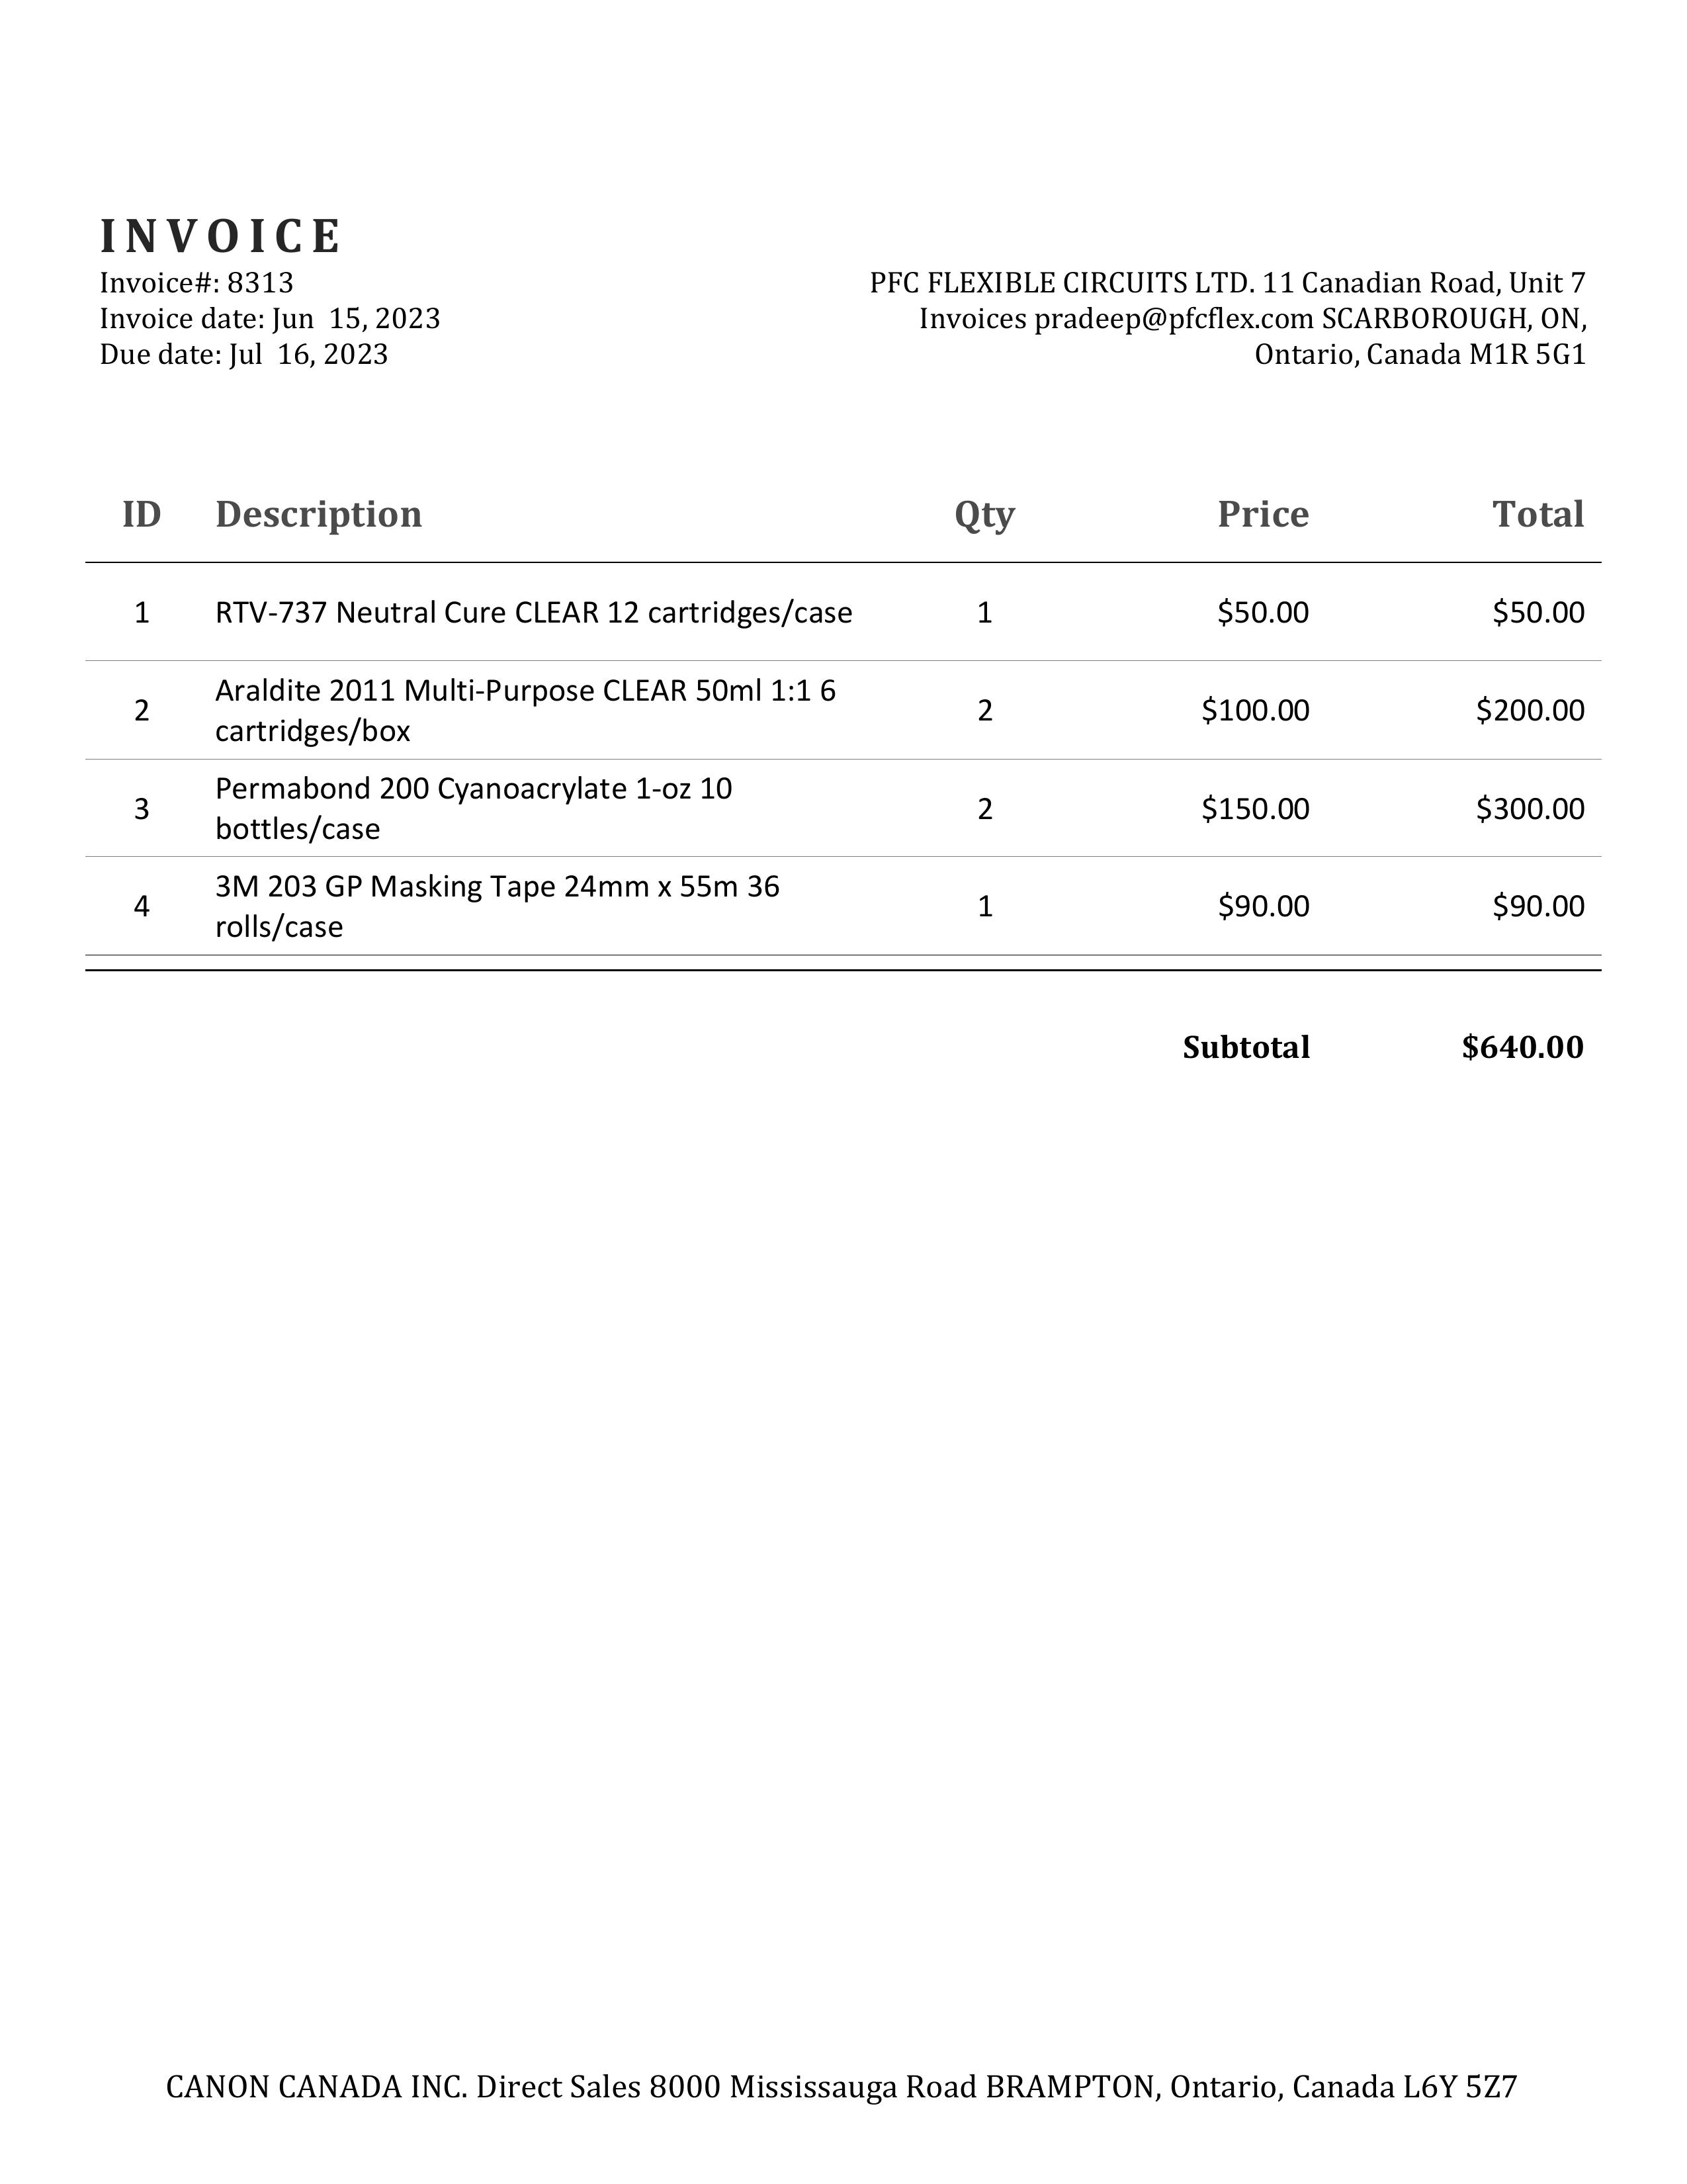 INVOICE
Invoice#: 8313
Invoice date: Jun  15, 2023
Due date: Jul  16, 2023
PFC FLEXIBLE CIRCUITS LTD. 11 Canadian Road, Unit 7
Invoices pradeep@pfcflex.com SCARBOROUGH, ON,
Ontario, Canada M1R 5G1
ID Description Qty Price Total
1 RTV-737 Neutral Cure CLEAR 12 cartridges/case 1 $50.00 $50.00
2 Araldite 2011 Multi-Purpose CLEAR 50ml 1:1 6
cartridges/box 2 $100.00 $200.00
3 Permabond 200 Cyanoacrylate 1-oz 10
bottles/case 2 $150.00 $300.00
4 3M 203 GP Masking Tape 24mm x 55m 36
rolls/case 1 $90.00 $90.00
Subtotal $640.00
CANON CANADA INC. Direct Sales 8000 Mississauga Road BRAMPTON, Ontario, Canada L6Y 5Z7